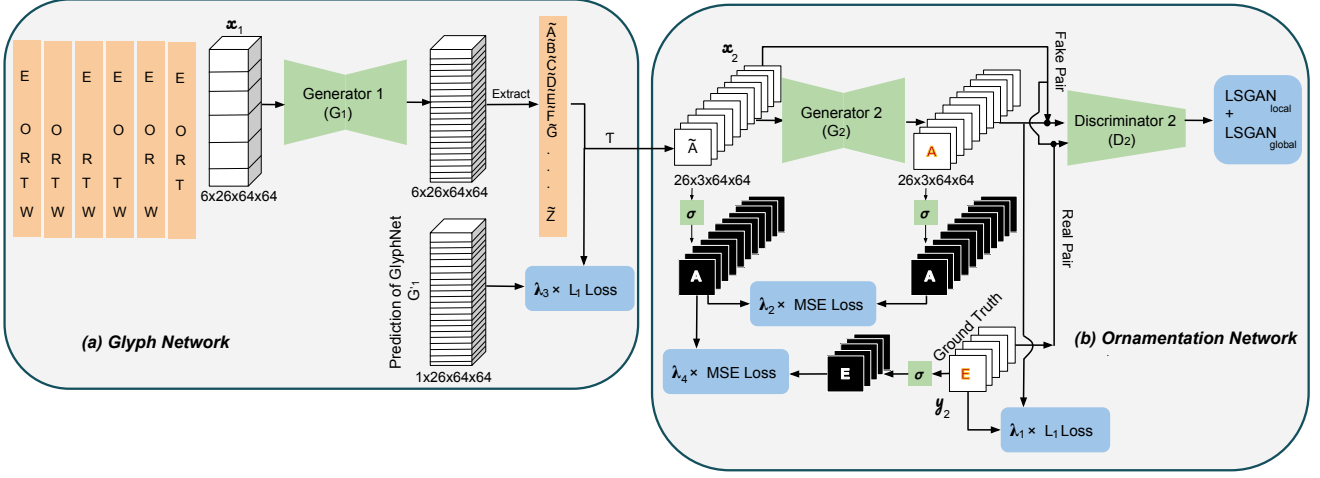 E O R T W
O R T W
E R T W
E O T W
E O R W
E O R T
x₁
6x26x64x64
Generator 1
(G₁)
6x26x64x64
Extract
Ã
B̃
C̃
D̃
Ẽ
F̃
G̃
.
.
.
.
Z̃
T
Prediction of GlyphNet
G'₁
1x26x64x64
λ₃ × L₁ Loss
(a) Glyph Network
x₂
Ã
26x3x64x64
Generator 2
(G₂)
A
26x3x64x64
Fake Pair
Discriminator 2
(D₂)
LSGAN local
+
LSGAN global
σ
σ
A
A
λ₂ × MSE Loss
Real Pair
Ground Truth
(b) Ornamentation Network
λ₄ × MSE Loss
E
σ
E
y₂
λ₁ × L₁ Loss